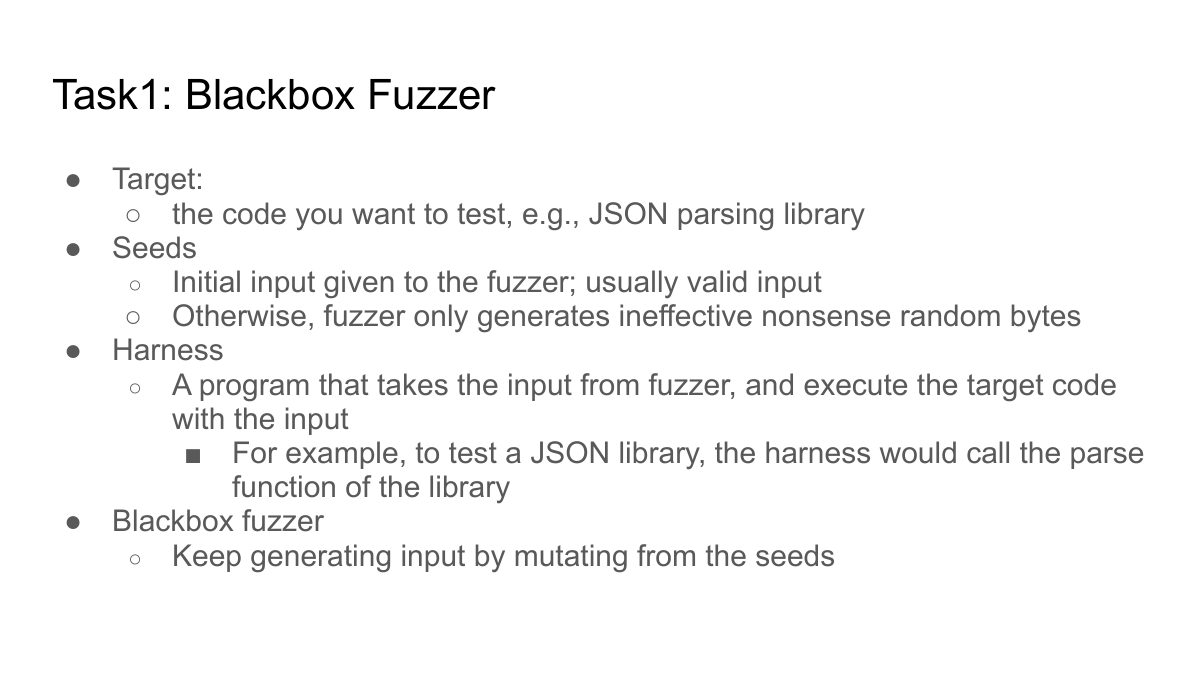 Task1: Blackbox Fuzzer
● Target:
○ the code you want to test, e.g., JSON parsing library
● Seeds
○ Initial input given to the fuzzer; usually valid input
○ Otherwise, fuzzer only generates ineffective nonsense random bytes
● Harness
○ A program that takes the input from fuzzer, and execute the target code
with the input
■ For example, to test a JSON library, the harness would call the parse
function of the library
● Blackbox fuzzer
○ Keep generating input by mutating from the seeds